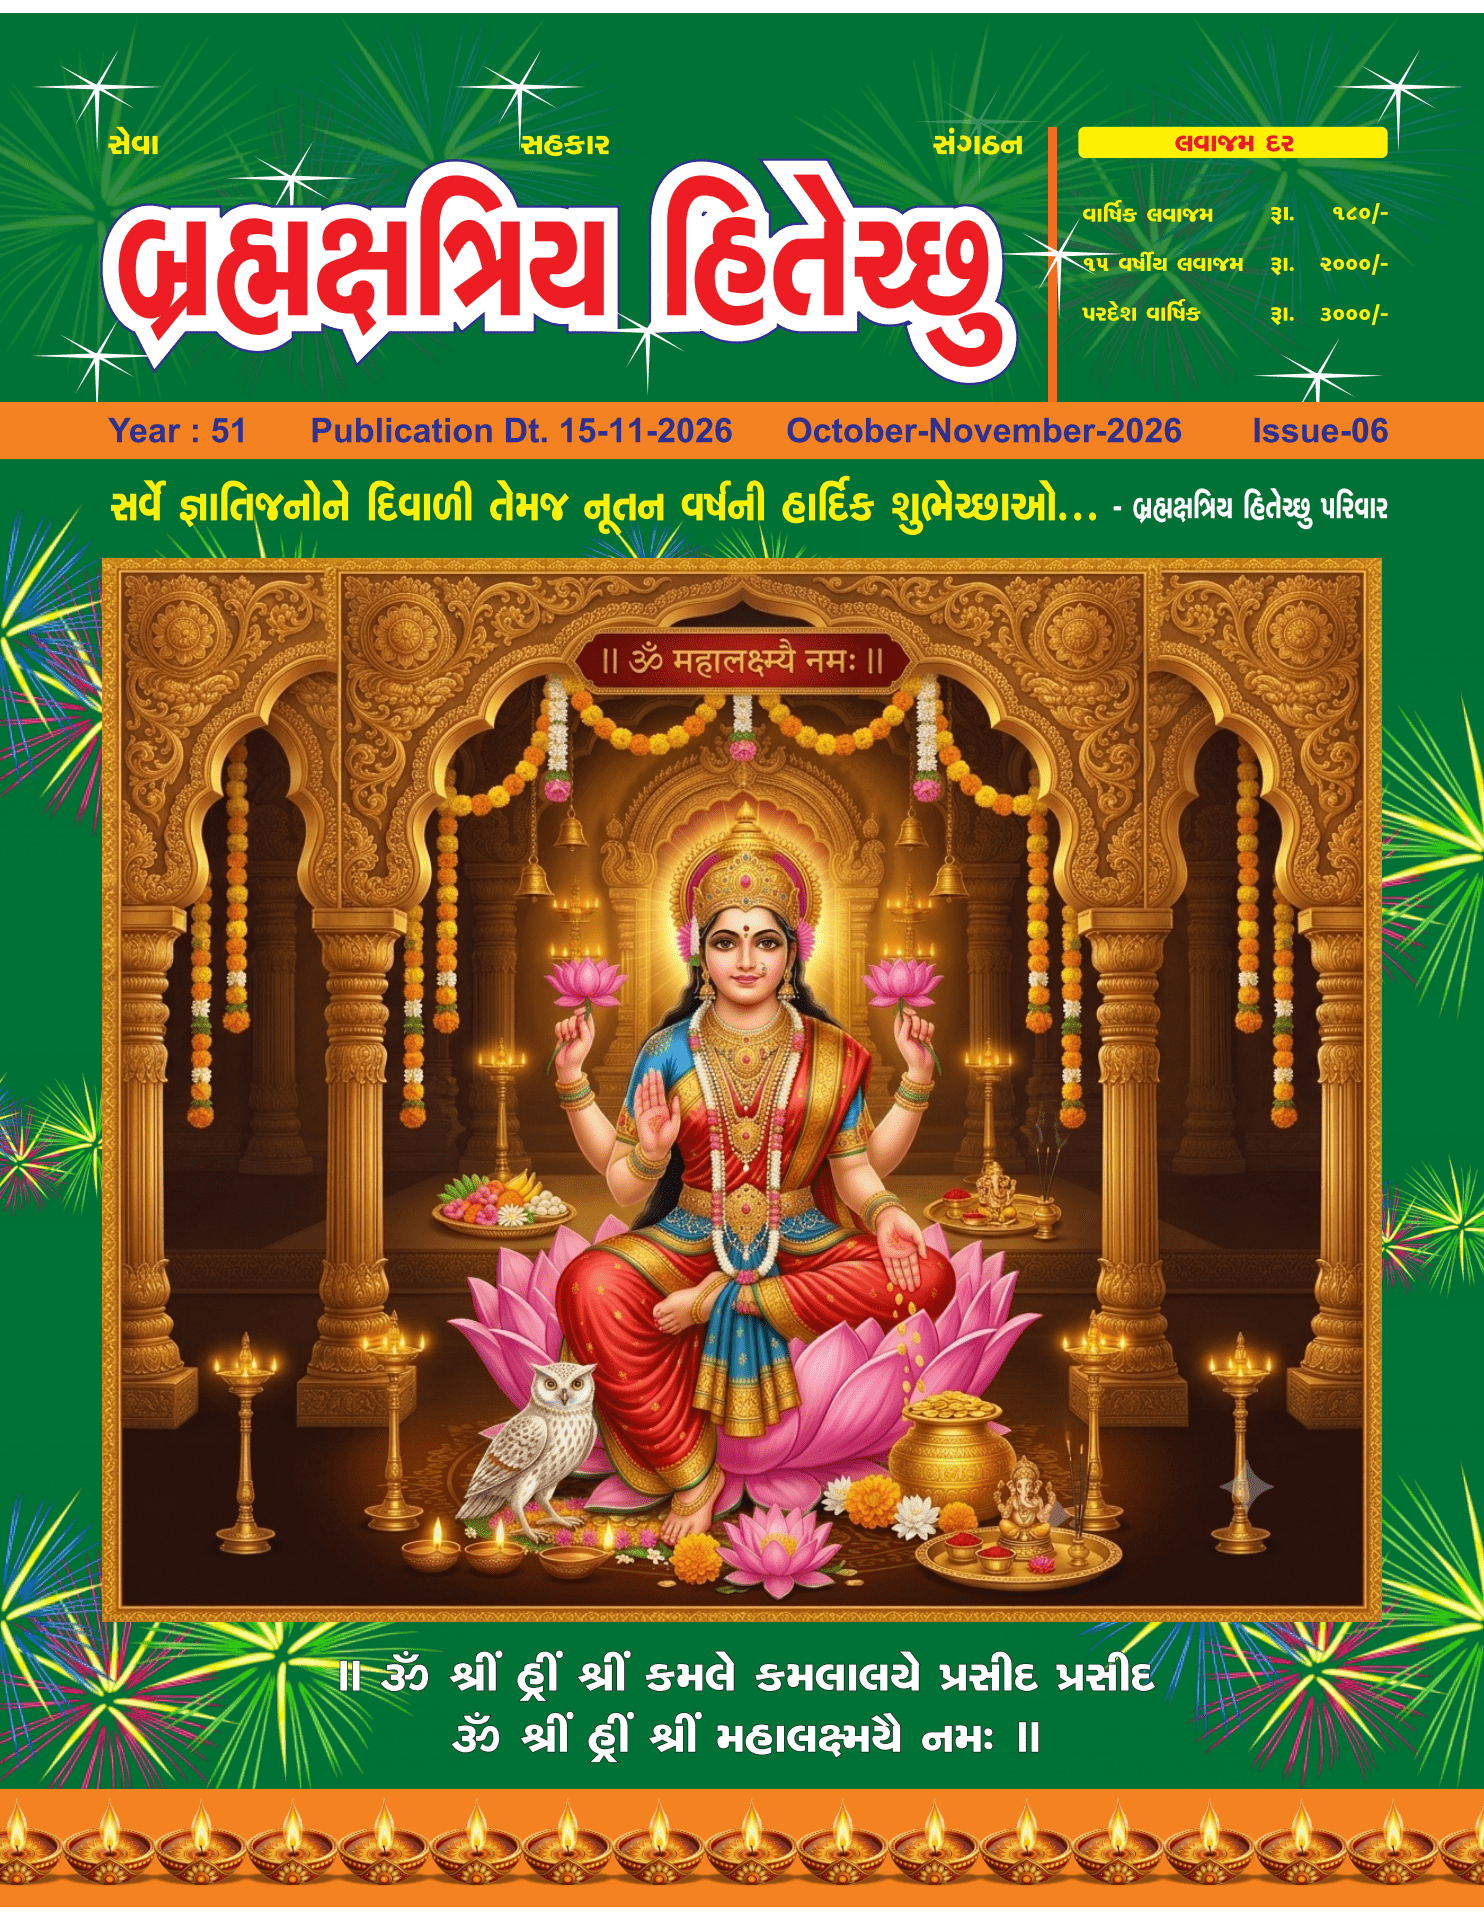 સેવા સહકાર સંગઠન
બ્રહ્મક્ષત્રિય હિતેચ્છુ
લવાજમ દર
વાર્ષિક લવાજમ રૂા. ૧૮૦/-
૧૫ વર્ષીય લવાજમ રૂા. ૨૦૦૦/-
પરદેશ વાર્ષિક રૂા. ૩૦૦૦/-
Year : 51 Publication Dt. 15-11-2026 October-November-2026 Issue-06
સર્વે જ્ઞાતિજનોને દિવાળી તેમજ નૂતન વર્ષની હાર્દિક શુભેચ્છાઓ... - બ્રહ્મક્ષત્રિય હિતેચ્છુ પરિવાર
॥ ॐ महालक्ष्म्यै नमः ॥
॥ ૐ શ્રીં હ્રીં શ્રીં કમલે કમલાલયે પ્રસીદ પ્રસીદ
ૐ શ્રીં હ્રીં શ્રીં મહાલક્ષ્મયૈ નમઃ ॥